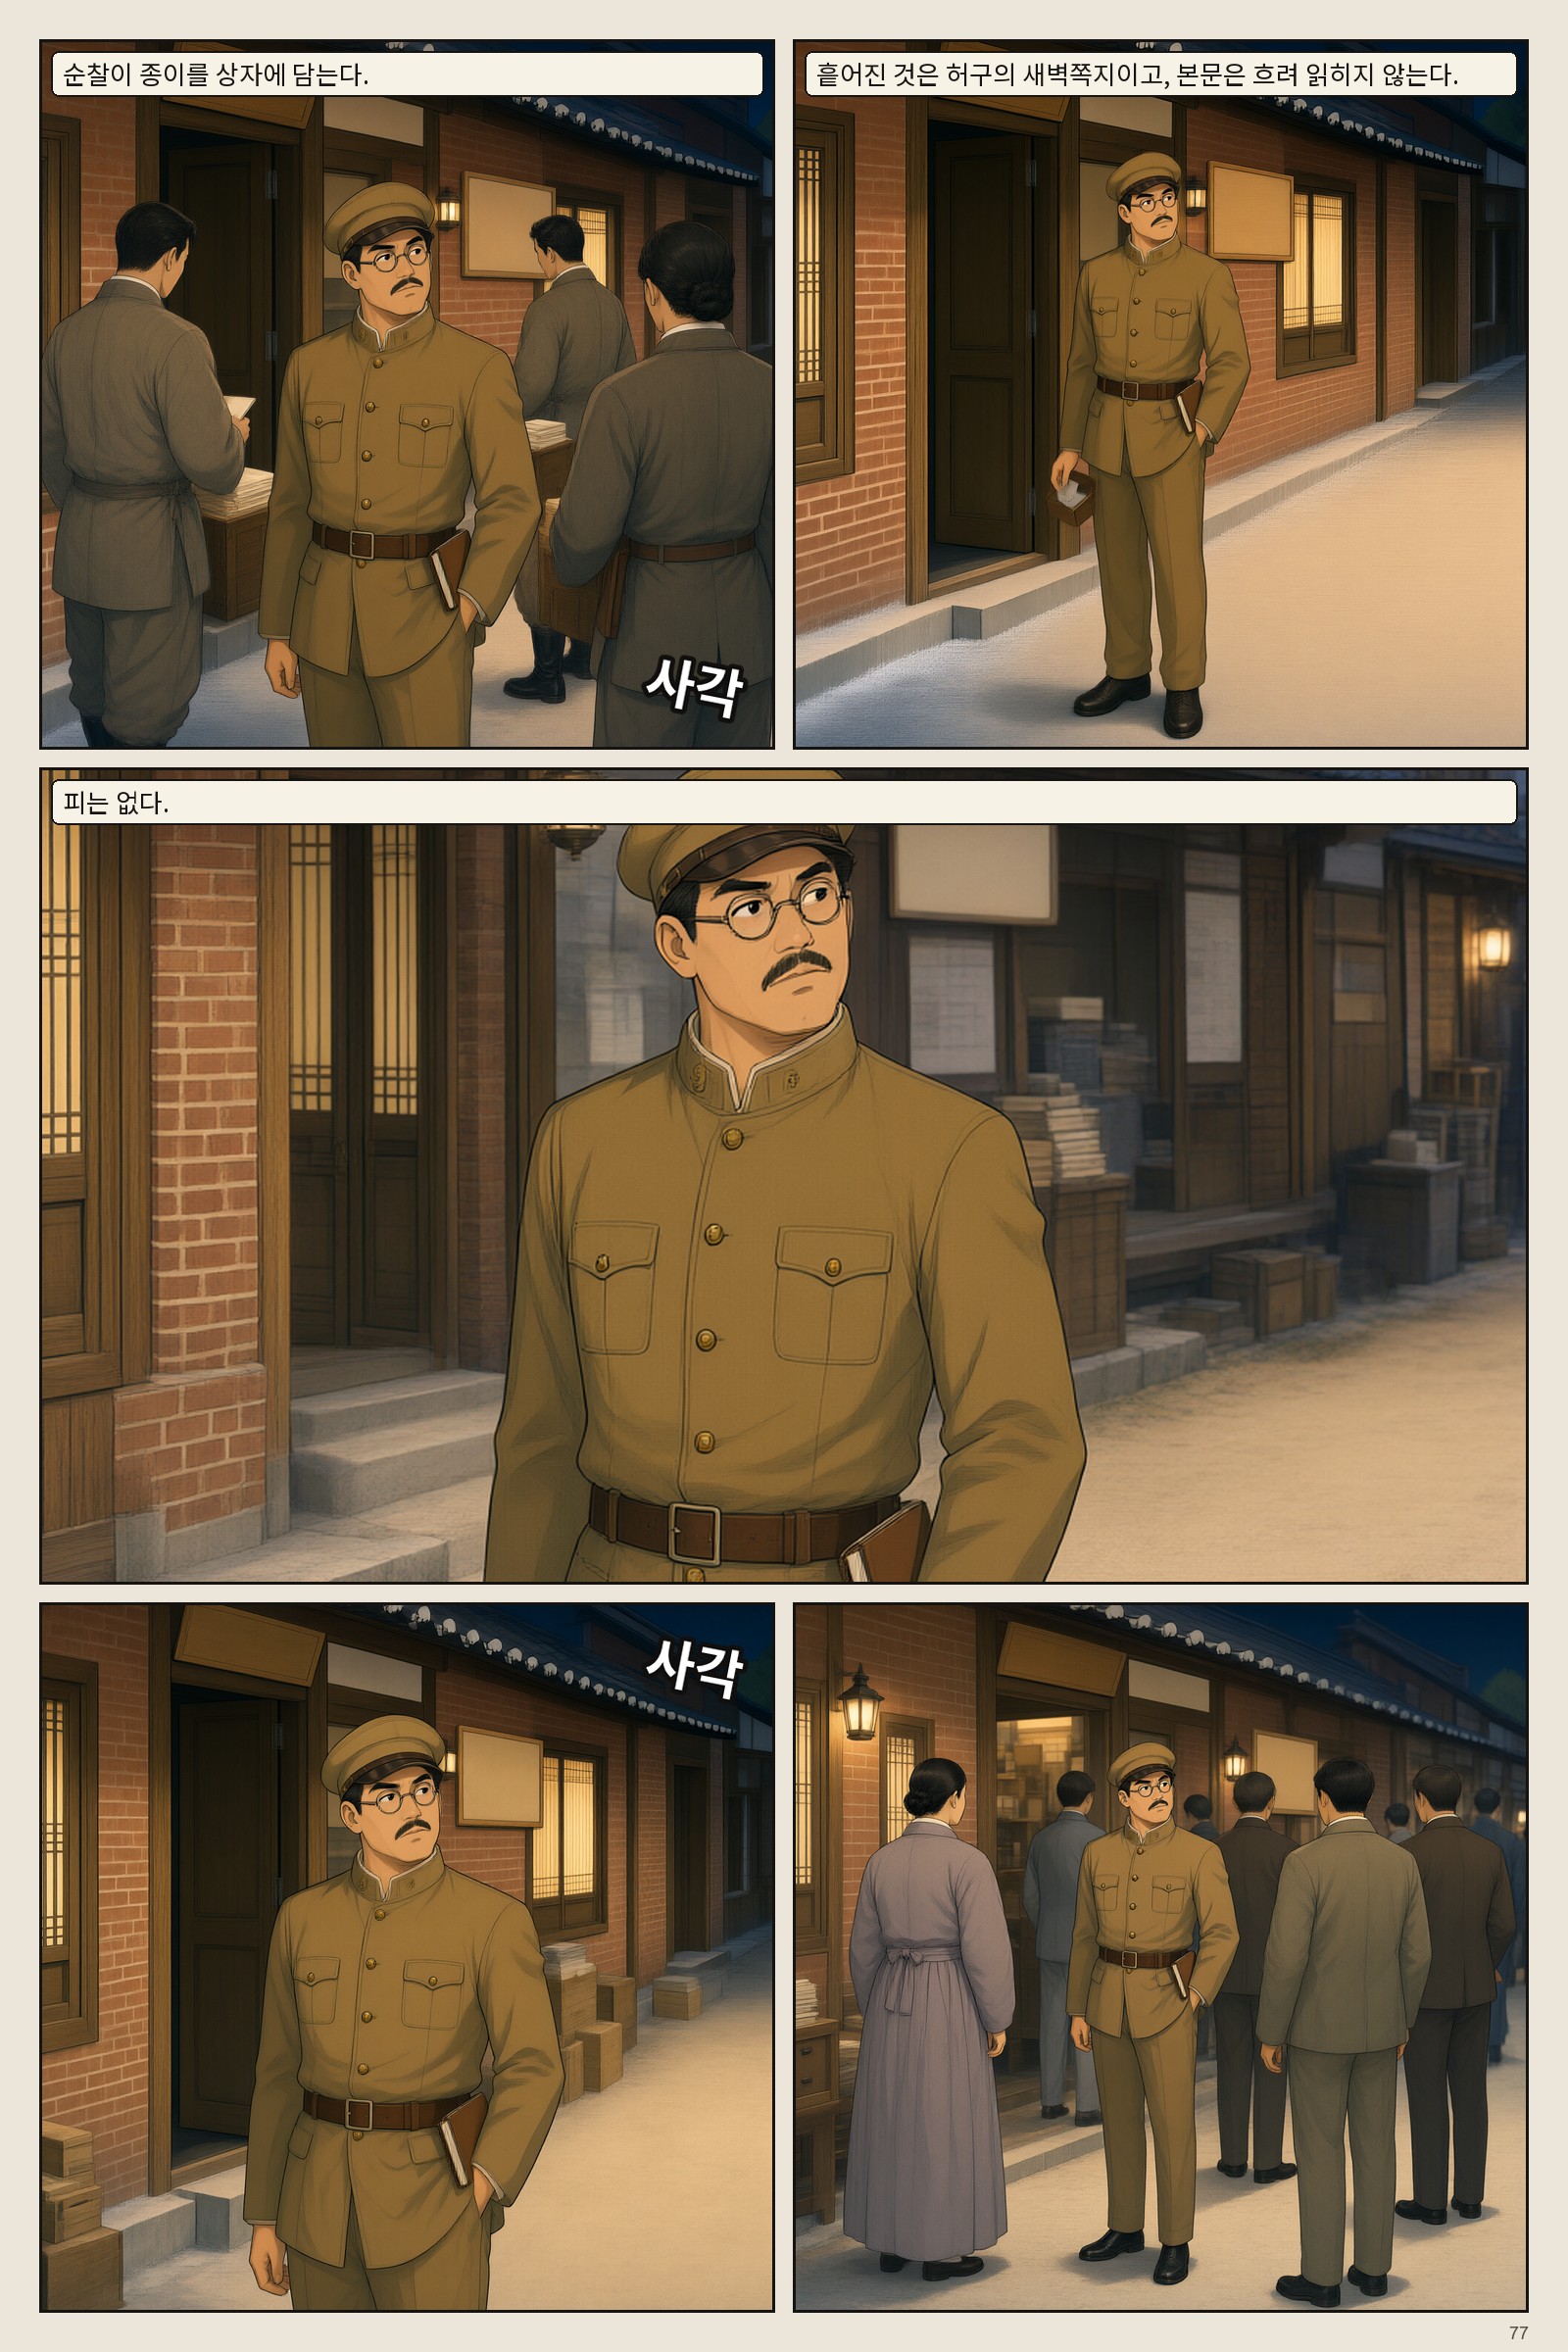 순찰이 종이를 상자에 담는다.
흩어진 것은 허구의 새벽쪽지이고, 본문은 흐려 읽히지 않는다.
사각
피는 없다.
사각
77